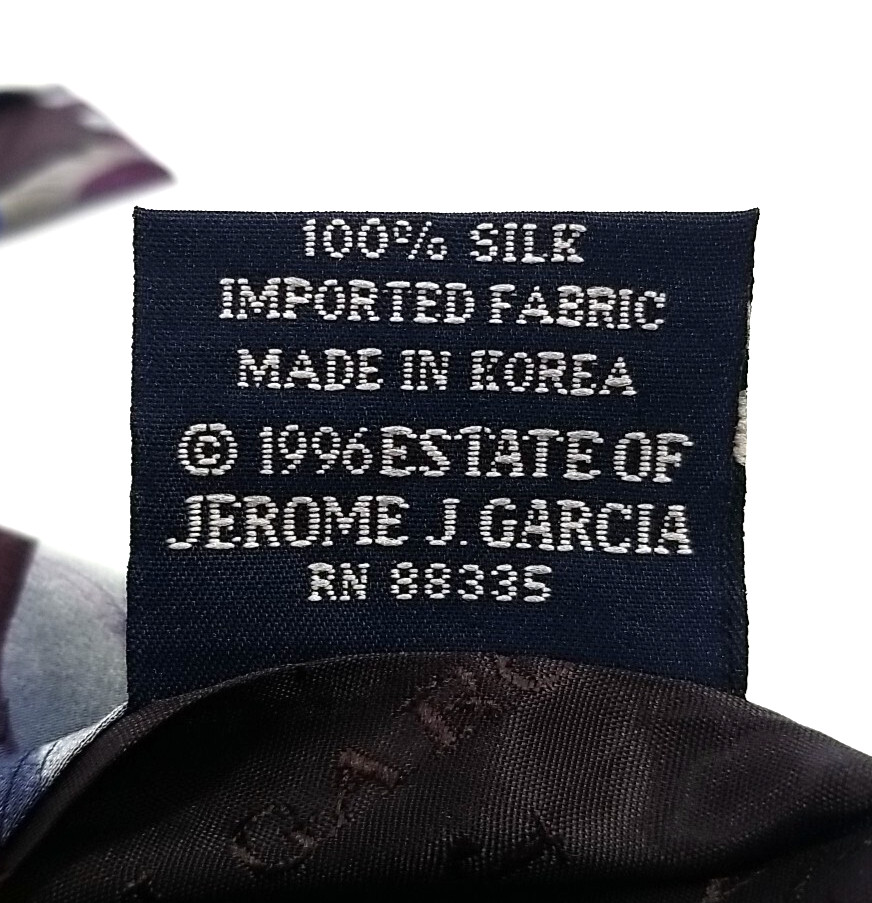 100% SILK
IMPORTED FABRIC
MADE IN KOREA
© 1996 ESTATE OF
JEROME J. GARCIA
RN 88335